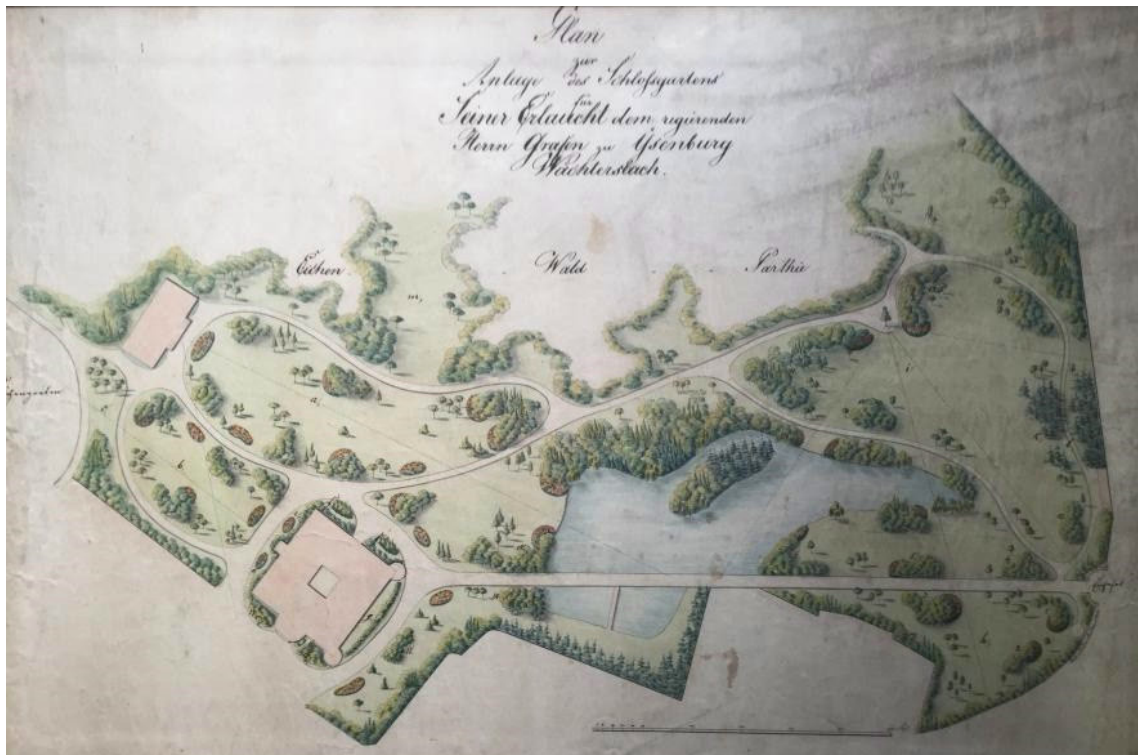 Plan
zur
Anlage des Schloßgartens
für
Seiner Erlaucht dem regierenden
Herrn Grafen zu Ysenburg
Wächtersbach.
Eichen Wald Parthie
m,
a,
b
i